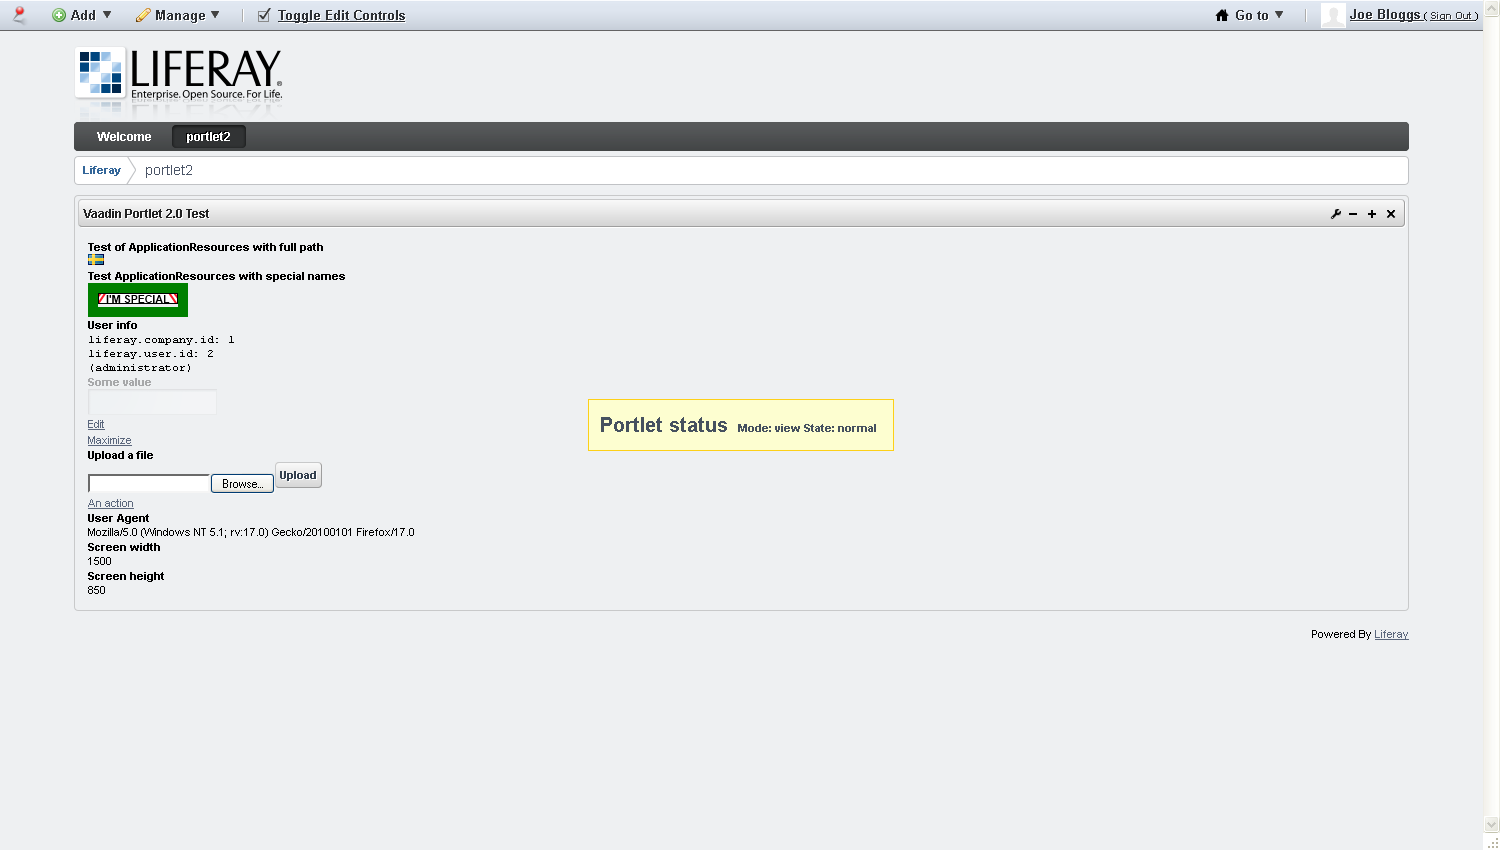 Add Manage Toggle Edit Controls Go to Joe Bloggs ( Sign Out )
LIFERAY®
Enterprise. Open Source. For Life.
Welcome portlet2
Liferay portlet2
Vaadin Portlet 2.0 Test
Test of ApplicationResources with full path
Test ApplicationResources with special names
I'M SPECIAL
User info
liferay.company.id: 1
liferay.user.id: 2
(administrator)
Some value
Edit
Portlet status Mode: view State: normal
Maximize
Upload a file
Browse... Upload
An action
User Agent
Mozilla/5.0 (Windows NT 5.1; rv:17.0) Gecko/20100101 Firefox/17.0
Screen width
1500
Screen height
850
Powered By Liferay